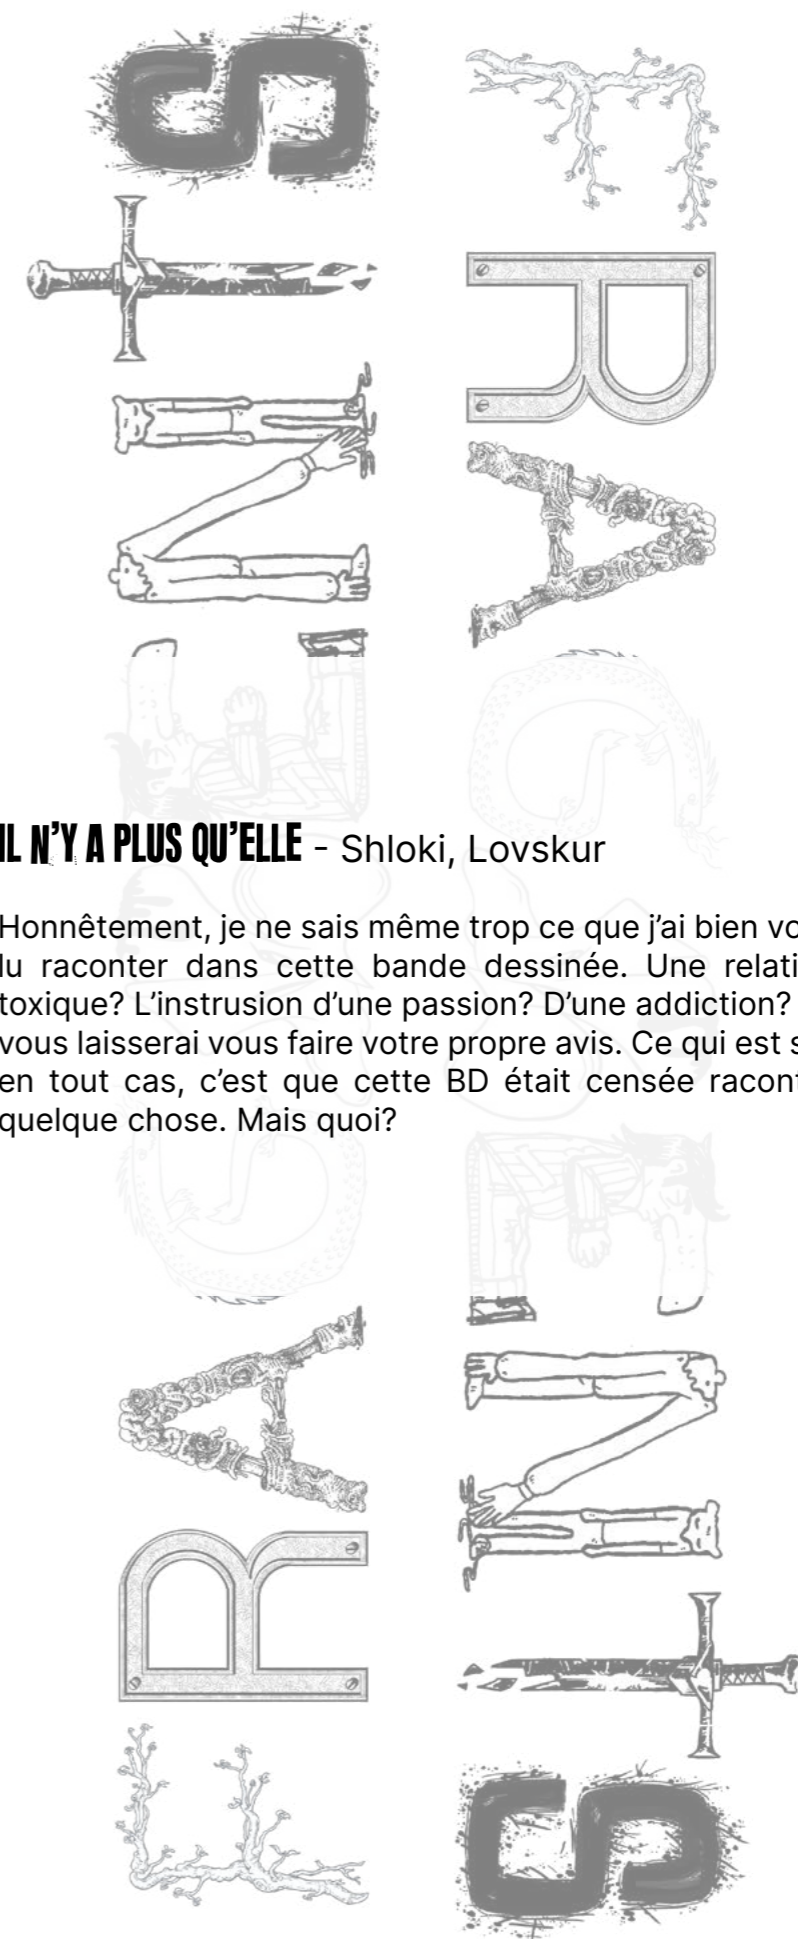 FRAGMENTS
FRAGMENTS
IL N’Y A PLUS QU’ELLE - Shloki, Lovskur
Honnêtement, je ne sais même trop ce que j’ai bien vo
lu raconter dans cette bande dessinée. Une relati
toxique? L’instrusion d’une passion? D’une addiction?
vous laisserai vous faire votre propre avis. Ce qui est s
en tout cas, c’est que cette BD était censée racont
quelque chose. Mais quoi?